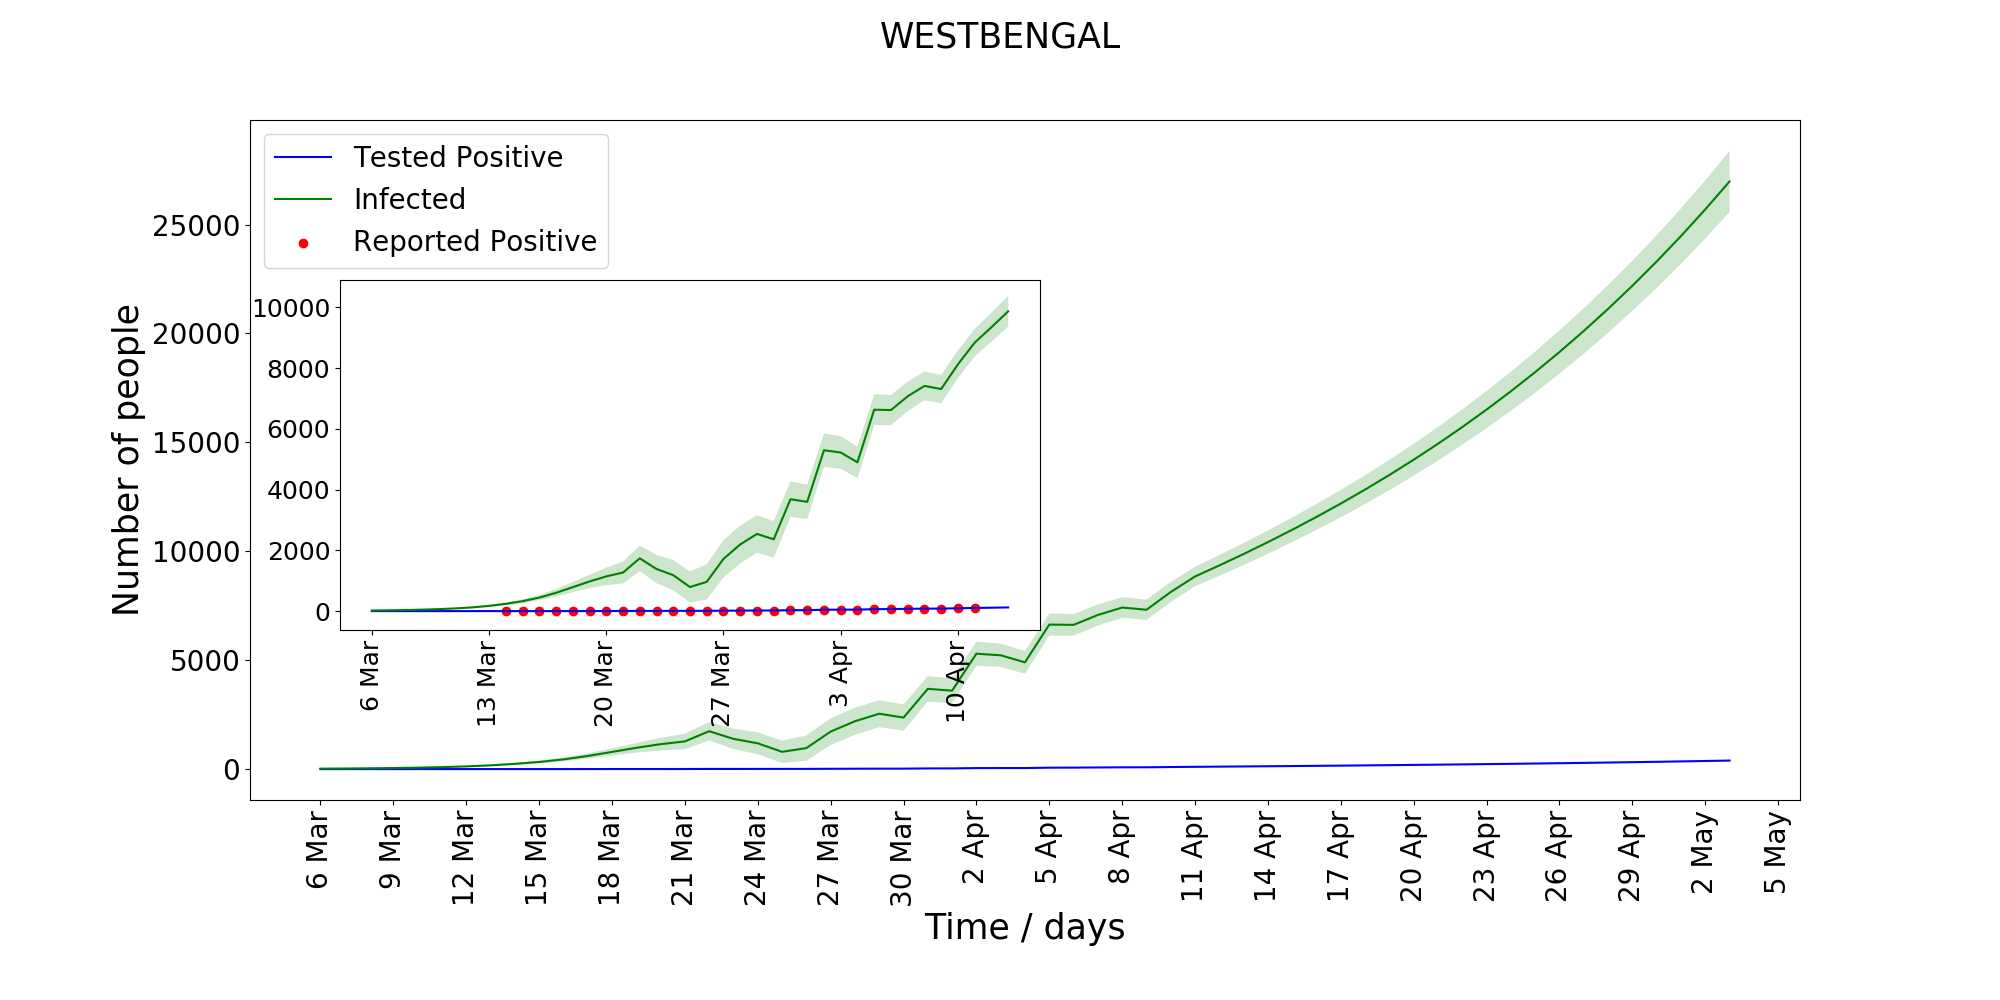 WESTBENGAL
Tested Positive
Infected
Reported Positive
Number of people
25000
20000
15000
10000
5000
0
10000
8000
6000
4000
2000
0
6 Mar
13 Mar
20 Mar
27 Mar
3 Apr
10 Apr
6 Mar
9 Mar
12 Mar
15 Mar
18 Mar
21 Mar
24 Mar
27 Mar
30 Mar
2 Apr
5 Apr
8 Apr
11 Apr
14 Apr
17 Apr
20 Apr
23 Apr
26 Apr
29 Apr
2 May
5 May
Time / days